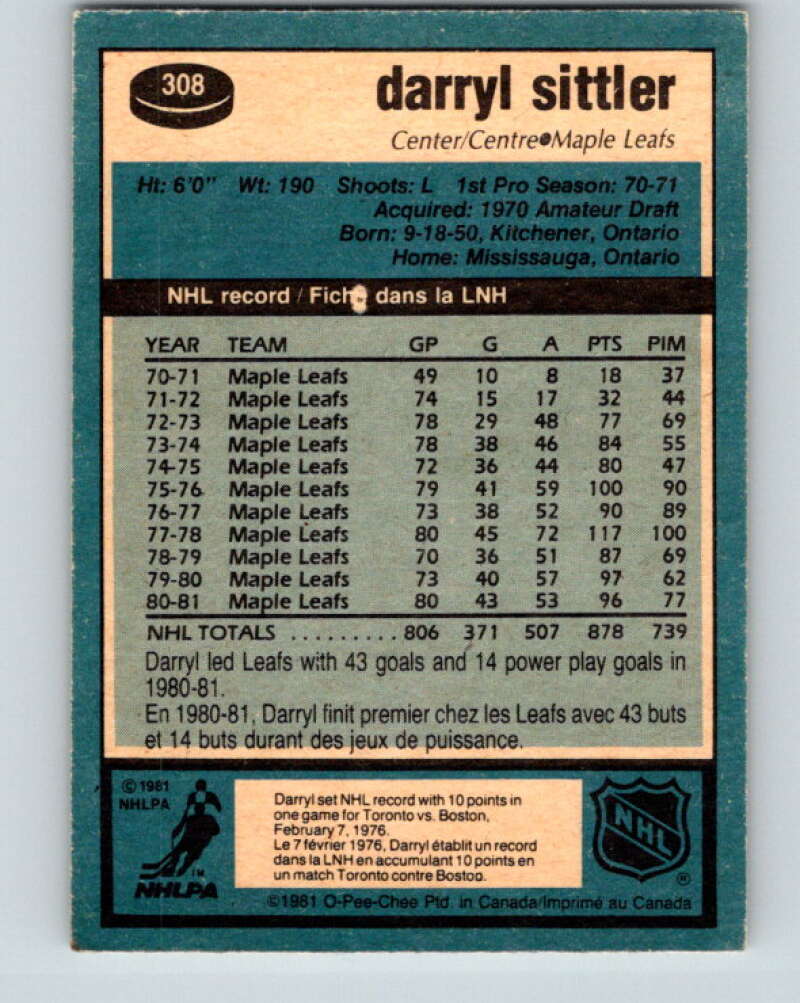 308
darryl sittler
Center/Centre●Maple Leafs
Ht: 6'0" Wt: 190 Shoots: L 1st Pro Season: 70-71
Acquired: 1970 Amateur Draft
Born: 9-18-50, Kitchener, Ontario
Home: Mississauga, Ontario
NHL record / Fiche dans la LNH
YEAR TEAM GP G A PTS PIM
70-71 Maple Leafs 49 10 8 18 37
71-72 Maple Leafs 74 15 17 32 44
72-73 Maple Leafs 78 29 48 77 69
73-74 Maple Leafs 78 38 46 84 55
74-75 Maple Leafs 72 36 44 80 47
75-76 Maple Leafs 79 41 59 100 90
76-77 Maple Leafs 73 38 52 90 89
77-78 Maple Leafs 80 45 72 117 100
78-79 Maple Leafs 70 36 51 87 69
79-80 Maple Leafs 73 40 57 97 62
80-81 Maple Leafs 80 43 53 96 77
NHL TOTALS ......... 806 371 507 878 739
Darryl led Leafs with 43 goals and 14 power play goals in
1980-81.
En 1980-81, Darryl finit premier chez les Leafs avec 43 buts
et 14 buts durant des jeux de puissance.
© 1981
NHLPA
TM
NHLPA
Darryl set NHL record with 10 points in
one game for Toronto vs. Boston,
February 7, 1976.
Le 7 février 1976, Darryl établit un record
dans la LNH en accumulant 10 points en
un match Toronto contre Boston.
NHL
®
©1981 O-Pee-Chee Ptd. in Canada/Imprimé au Canada